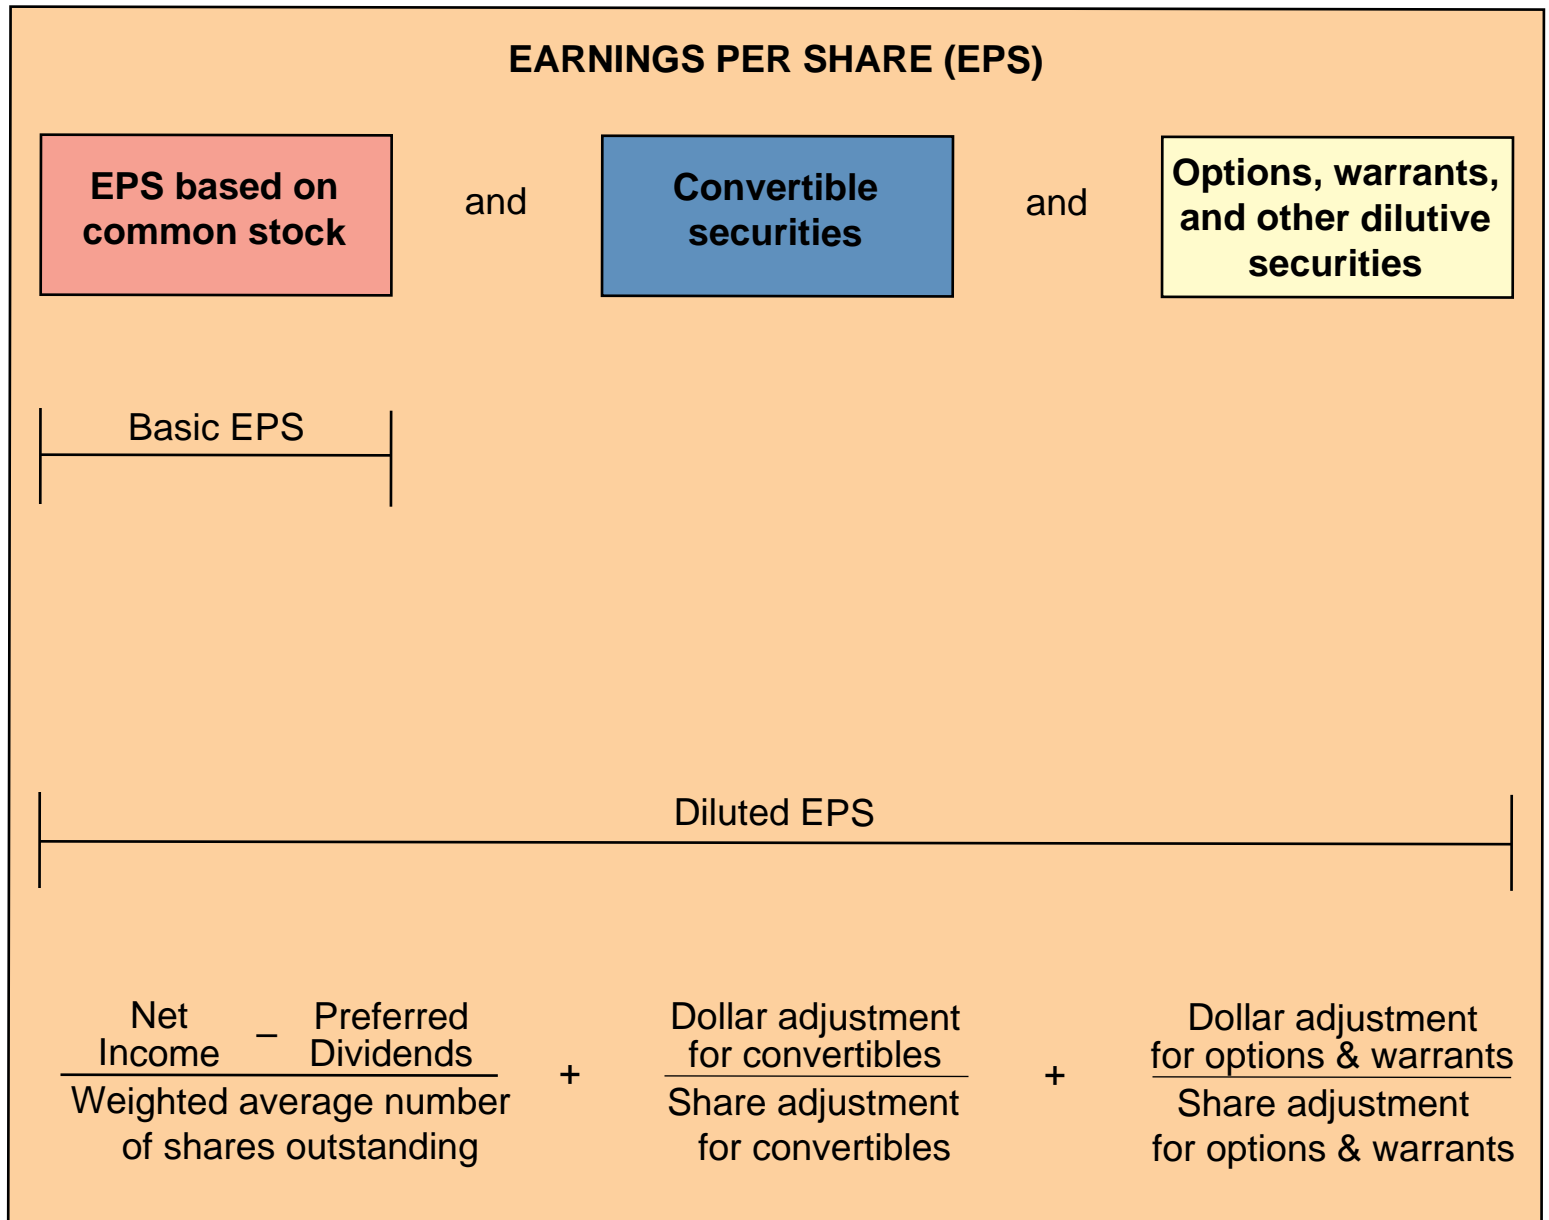 EARNINGS PER SHARE (EPS)
EPS based on
common stock
and
Convertible
securities
and
Options, warrants,
and other dilutive
securities
Basic EPS
Diluted EPS
Net
Income
–
Preferred
Dividends
Weighted average number
of shares outstanding
+
Dollar adjustment
for convertibles
Share adjustment
for convertibles
+
Dollar adjustment
for options & warrants
Share adjustment
for options & warrants